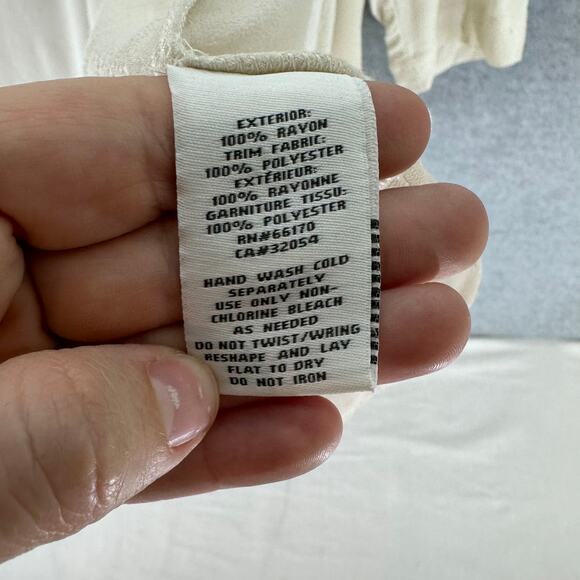 EXTERIOR:
100% RAYON
TRIM FABRIC:
100% POLYESTER
EXTÉRIEUR:
100% RAYONNE
GARNITURE TISSU:
100% POLYESTER
RN#66170
CA#32054
HAND WASH COLD
SEPARATELY
USE ONLY NON-
CHLORINE BLEACH
AS NEEDED
DO NOT TWIST/WRING
RESHAPE AND LAY
FLAT TO DRY
DO NOT IRON